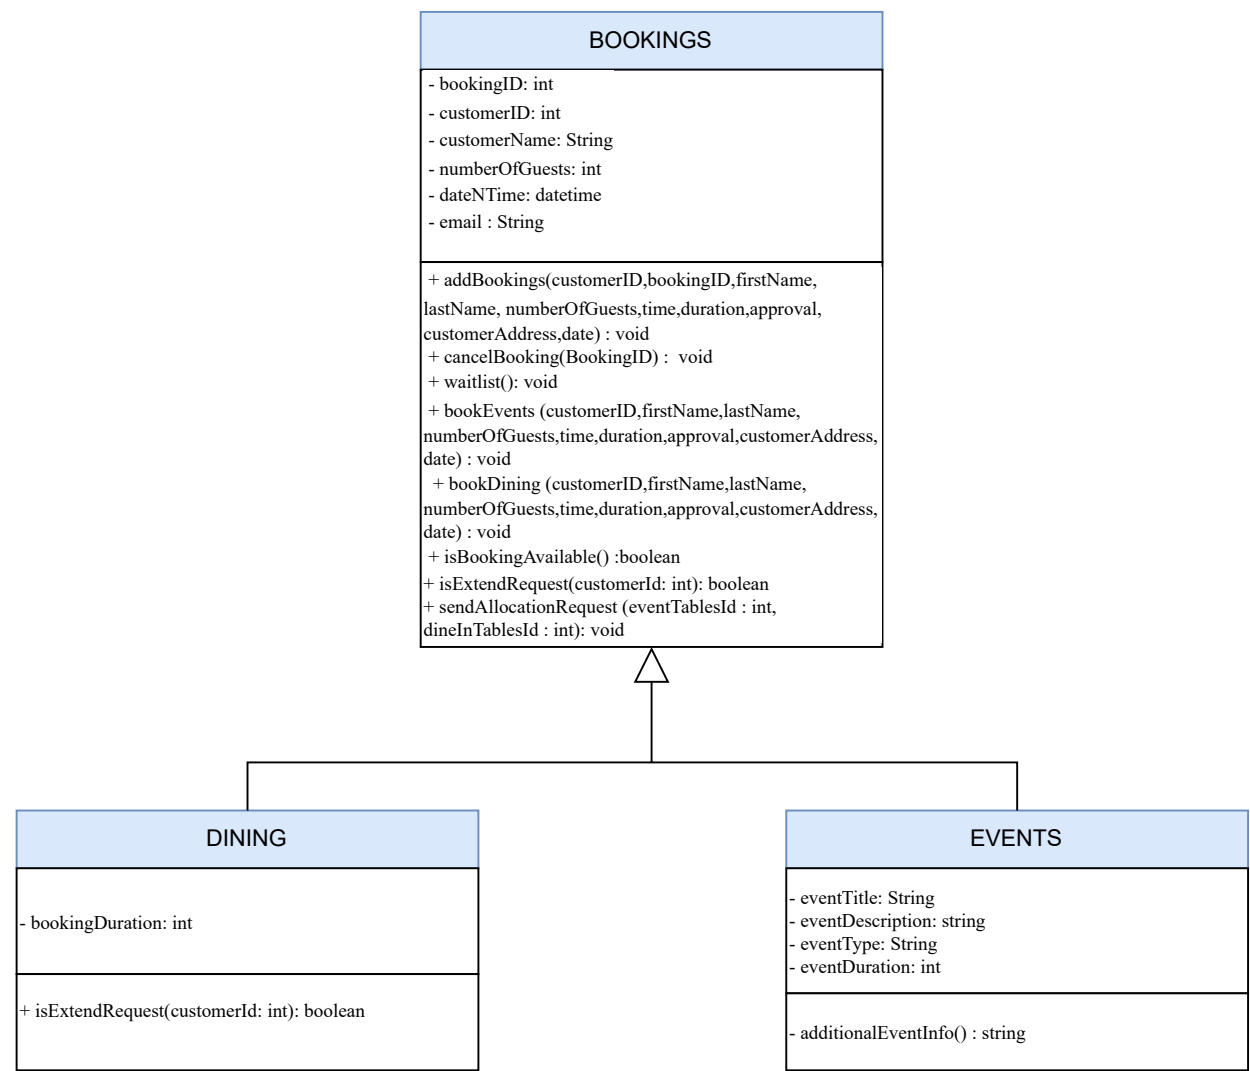 BOOKINGS
- bookingID: int
- customerID: int
- customerName: String
- numberOfGuests: int
- dateNTime: datetime
- email : String
+ addBookings(customerID,bookingID,firstName,
lastName, numberOfGuests,time,duration,approval,
customerAddress,date) : void
+ cancelBooking(BookingID) :  void
+ waitlist(): void
+ bookEvents (customerID,firstName,lastName,
numberOfGuests,time,duration,approval,customerAddress,
date) : void
+ bookDining (customerID,firstName,lastName,
numberOfGuests,time,duration,approval,customerAddress,
date) : void
+ isBookingAvailable() :boolean
+ isExtendRequest(customerId: int): boolean
+ sendAllocationRequest (eventTablesId : int,
dineInTablesId : int): void
DINING
- bookingDuration: int
+ isExtendRequest(customerId: int): boolean
EVENTS
- eventTitle: String
- eventDescription: string
- eventType: String
- eventDuration: int
- additionalEventInfo() : string